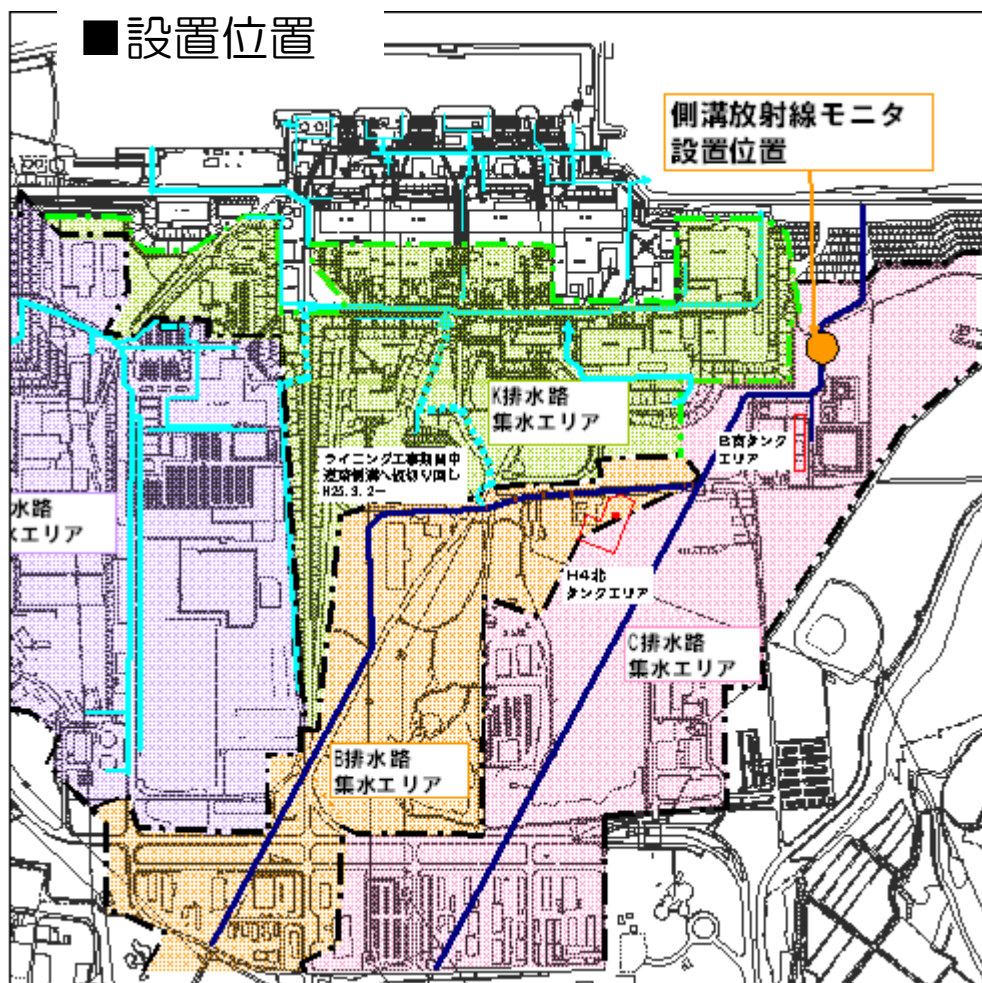 ■設置位置
側溝放射線モニタ
設置位置
K排水路
集水エリア
B南タンク
エリア
ライニング工事期間中
道路側溝へ仮切り回し
水路
水エリア
H4北
タンクエリア
C排水路
集水エリア
B排水路
集水エリア